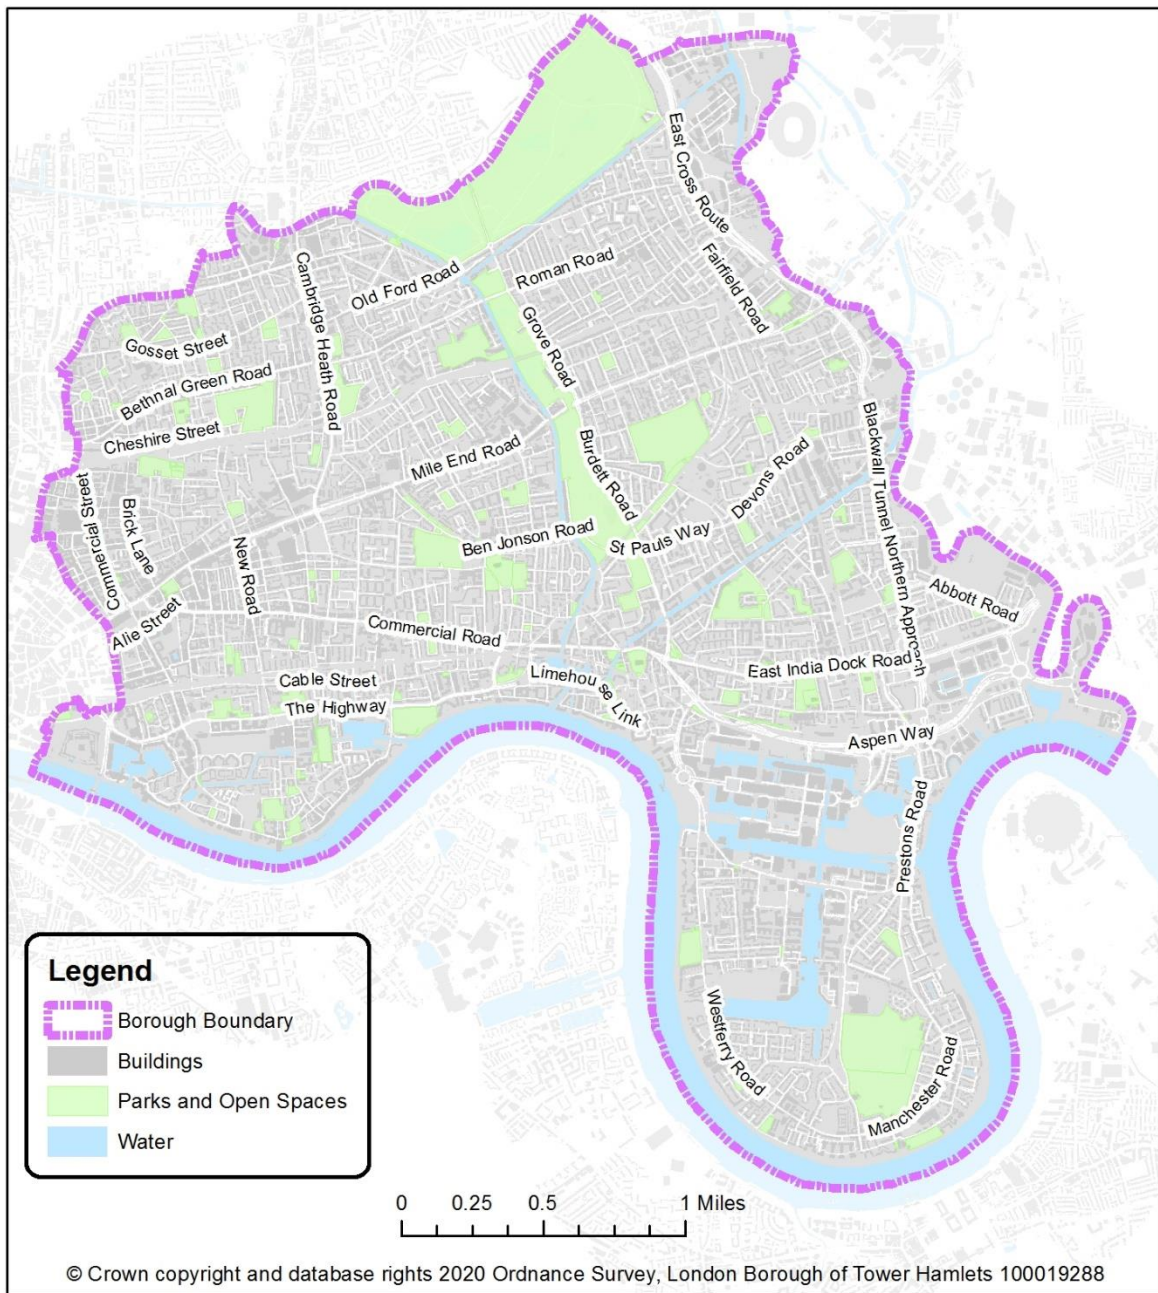 East Cross Route
Cambridge Heath Road
Old Ford Road
Roman Road
Fairfield Road
Gosset Street
Grove Road
Bethnal Green Road
Cheshire Street
Mile End Road
Burdett Road
Devons Road
Blackwall Tunnel Northern Approach
Commercial Street
Brick Lane
New Road
Ben Jonson Road
St Pauls Way
Alie Street
Abbott Road
Commercial Road
East India Dock Road
Cable Street
Limehouse Link
The Highway
Aspen Way
Prestons Road
Westferry Road
Manchester Road
Legend
Borough Boundary
Buildings
Parks and Open Spaces
Water
0 0.25 0.5 1 Miles
© Crown copyright and database rights 2020 Ordnance Survey, London Borough of Tower Hamlets 100019288